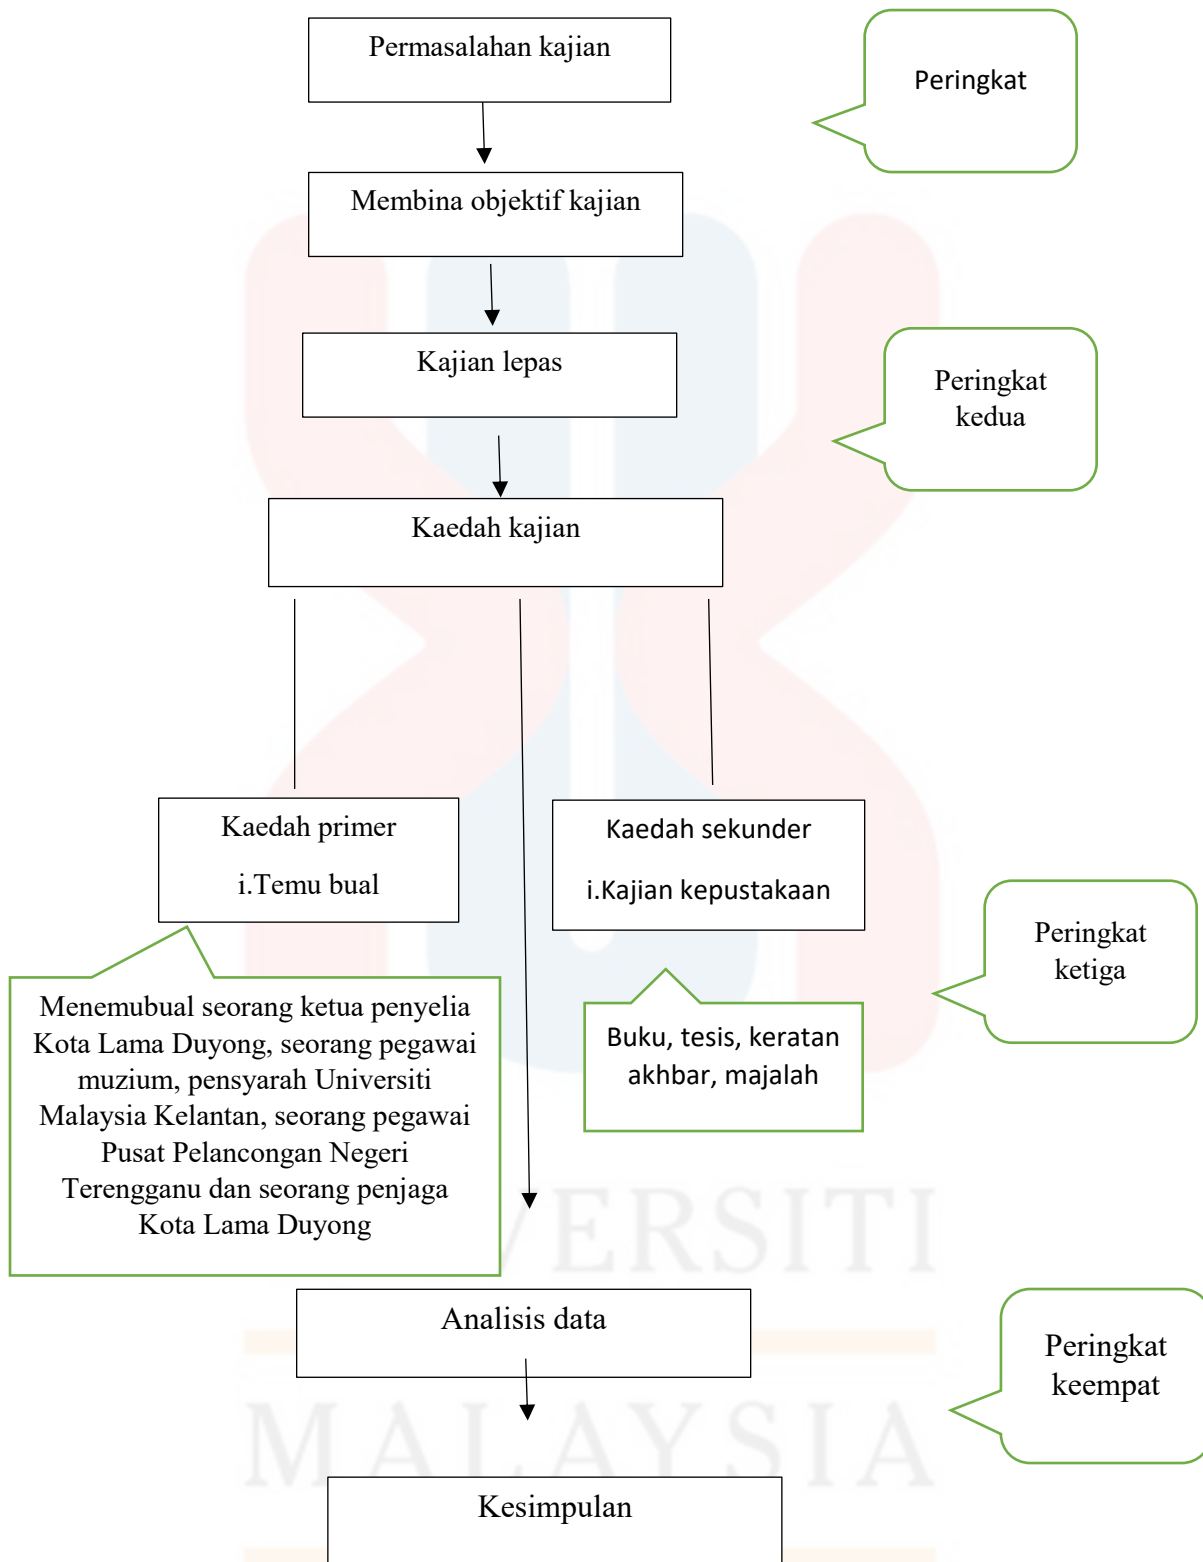 Permasalahan kajian
Peringkat
Membina objektif kajian
Kajian lepas
Peringkat
kedua
Kaedah kajian
Kaedah primer
i.Temu bual
Kaedah sekunder
i.Kajian kepustakaan
Menemubual seorang ketua penyelia
Kota Lama Duyong, seorang pegawai
muzium, pensyarah Universiti
Malaysia Kelantan, seorang pegawai
Pusat Pelancongan Negeri
Terengganu dan seorang penjaga
Kota Lama Duyong
Buku, tesis, keratan
akhbar, majalah
Peringkat
ketiga
VERSITI
Analisis data
Peringkat
keempat
MALAYSIA
Kesimpulan